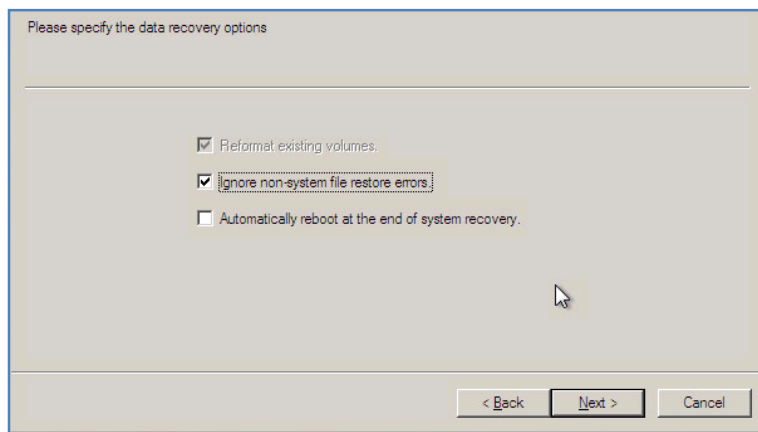 Please specify the data recovery options
Reformat existing volumes.
Ignore non-system file restore errors.
Automatically reboot at the end of system recovery.
< Back
Next >
Cancel